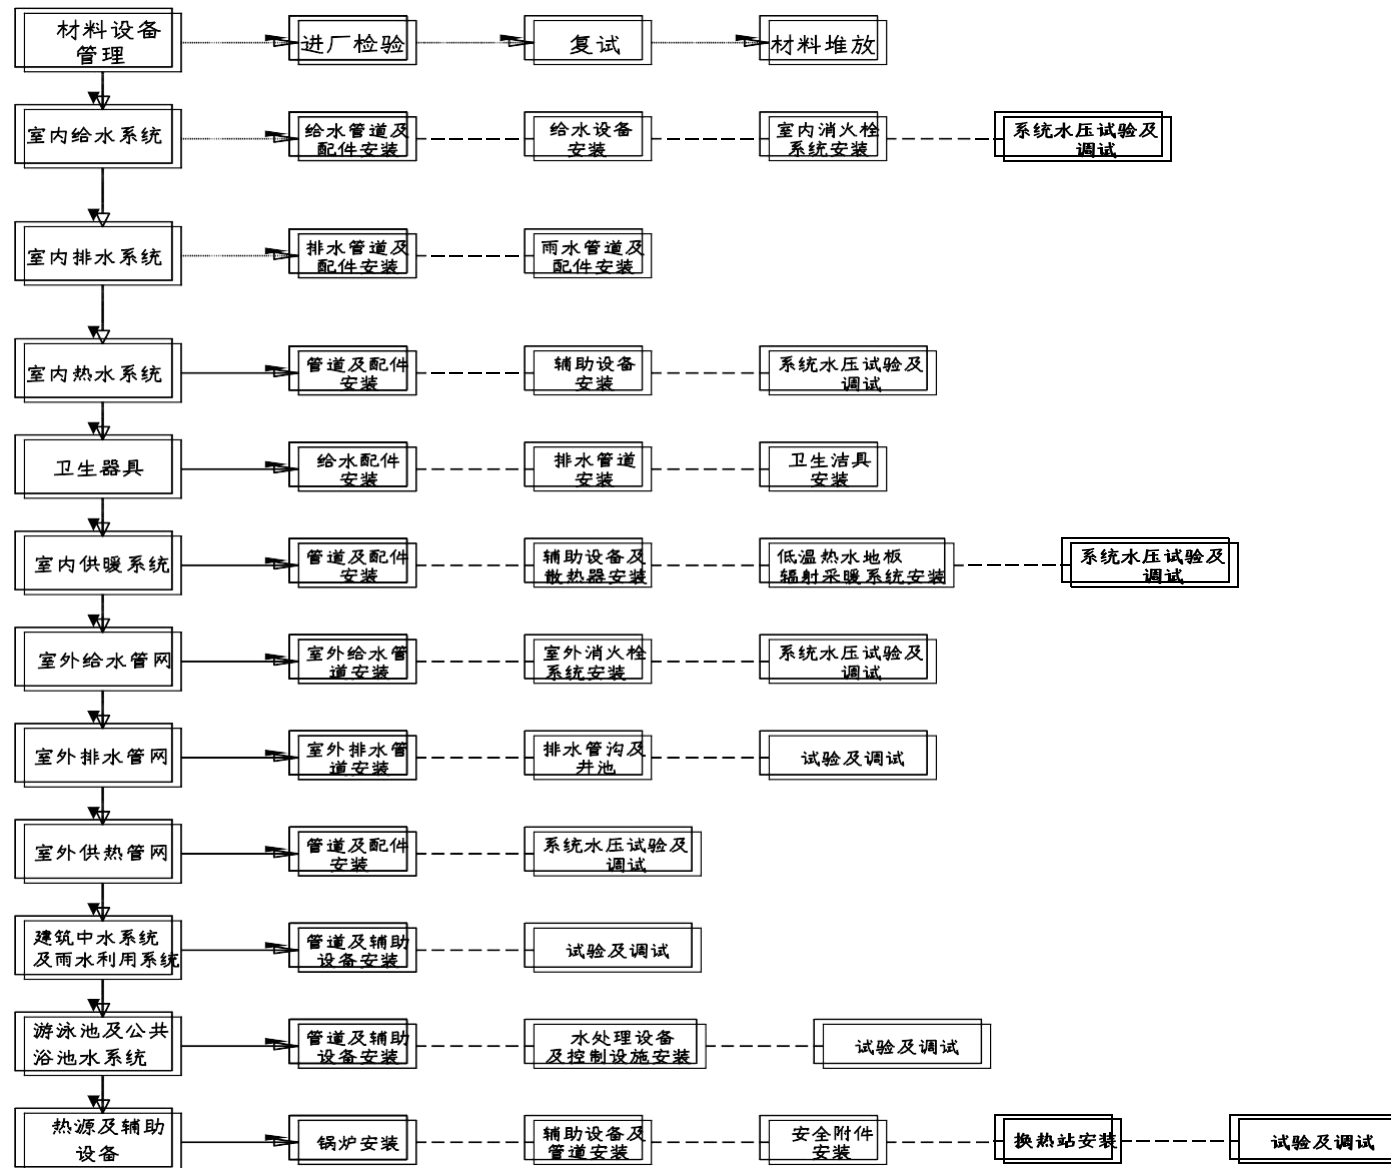 材料设备
管理
进厂检验
复试
材料堆放
室内给水系统
给水管道及
配件安装
给水设备
安装
室内消火栓
系统安装
系统水压试验及
调试
室内排水系统
排水管道及
配件安装
雨水管道及
配件安装
室内热水系统
管道及配件
安装
辅助设备
安装
系统水压试验及
调试
卫生器具
给水配件
安装
排水管道
安装
卫生洁具
安装
室内供暖系统
管道及配件
安装
辅助设备及
散热器安装
低温热水地板
辐射采暖系统安装
系统水压试验及
调试
室外给水管网
室外给水管
道安装
室外消火栓
系统安装
系统水压试验及
调试
室外排水管网
室外排水管
道安装
排水管沟及
井池
试验及调试
室外供热管网
管道及配件
安装
系统水压试验及
调试
建筑中水系统
及雨水利用系统
管道及辅助
设备安装
试验及调试
游泳池及公共
浴池水系统
管道及辅助
设备安装
水处理设备
及控制设施安装
试验及调试
热源及辅助
设备
锅炉安装
辅助设备及
管道安装
安全附件
安装
换热站安装
试验及调试